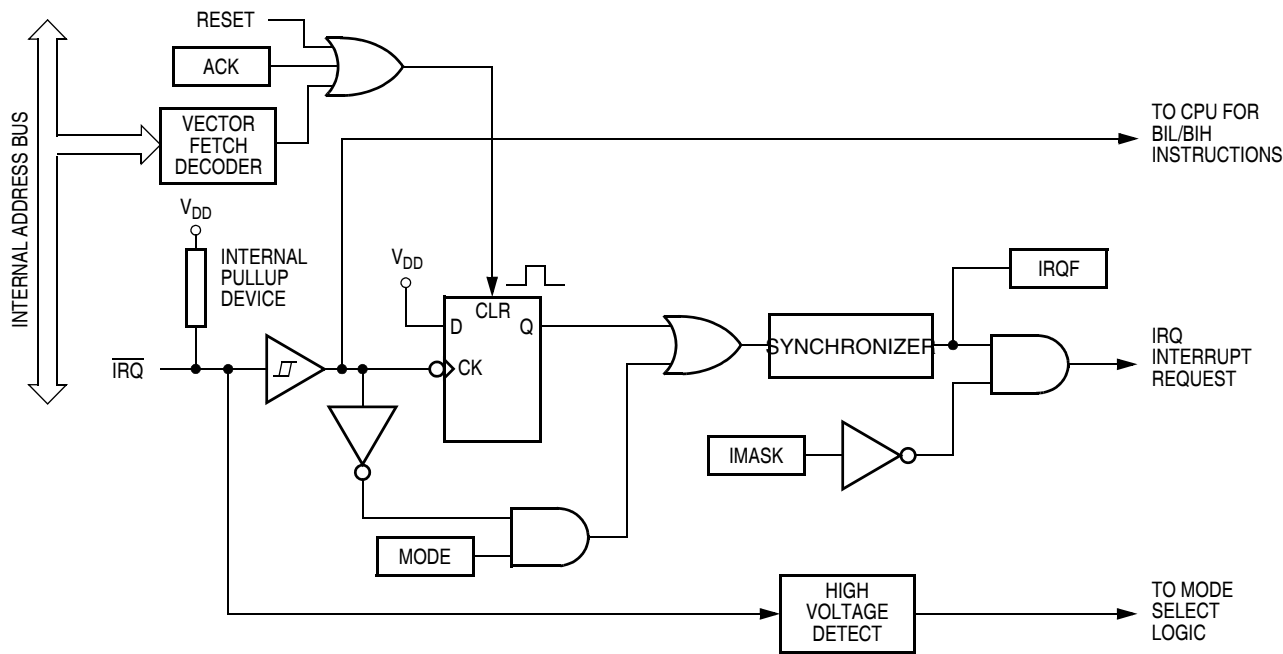 RESET
ACK
VECTOR
FETCH
DECODER
INTERNAL ADDRESS BUS
TO CPU FOR
BIL/BIH
INSTRUCTIONS
VDD
INTERNAL
PULLUP
DEVICE
VDD
CLR
D
Q
CK
IRQ
SYNCHRONIZER
IRQF
IRQ
INTERRUPT
REQUEST
IMASK
MODE
HIGH
VOLTAGE
DETECT
TO MODE
SELECT
LOGIC